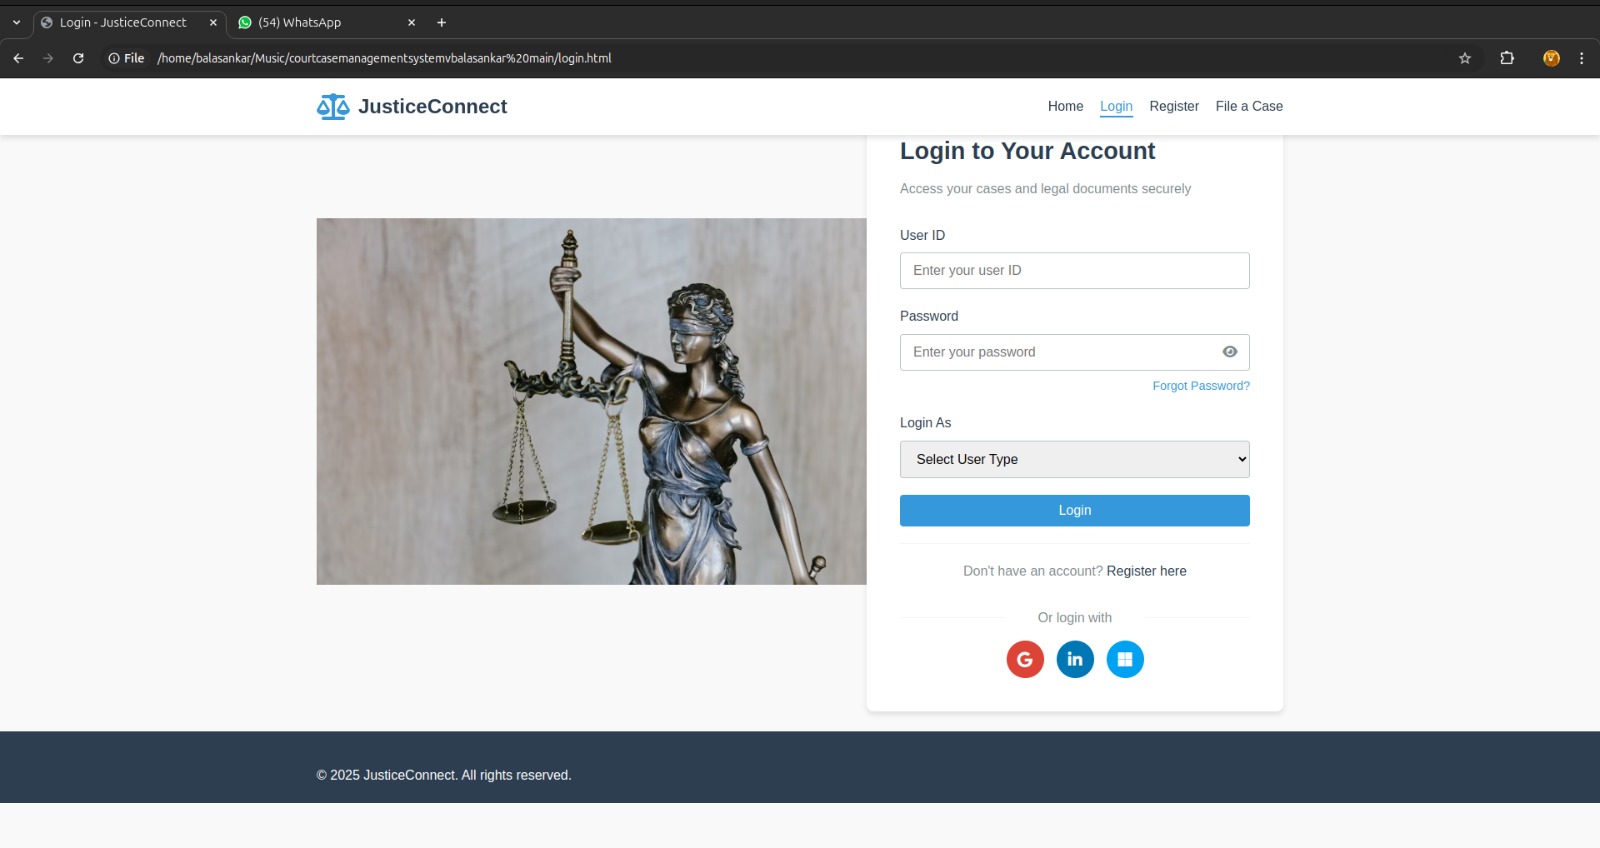 Login - JusticeConnect
(54) WhatsApp
File
/home/balasankar/Music/courtcasemanagementsystemvbalasankar%20main/login.html
JusticeConnect
Home Login Register File a Case
Login to Your Account
Access your cases and legal documents securely
User ID
Enter your user ID
Password
Enter your password
Forgot Password?
Login As
Select User Type
Login
Don't have an account? Register here
Or login with
G
in
© 2025 JusticeConnect. All rights reserved.